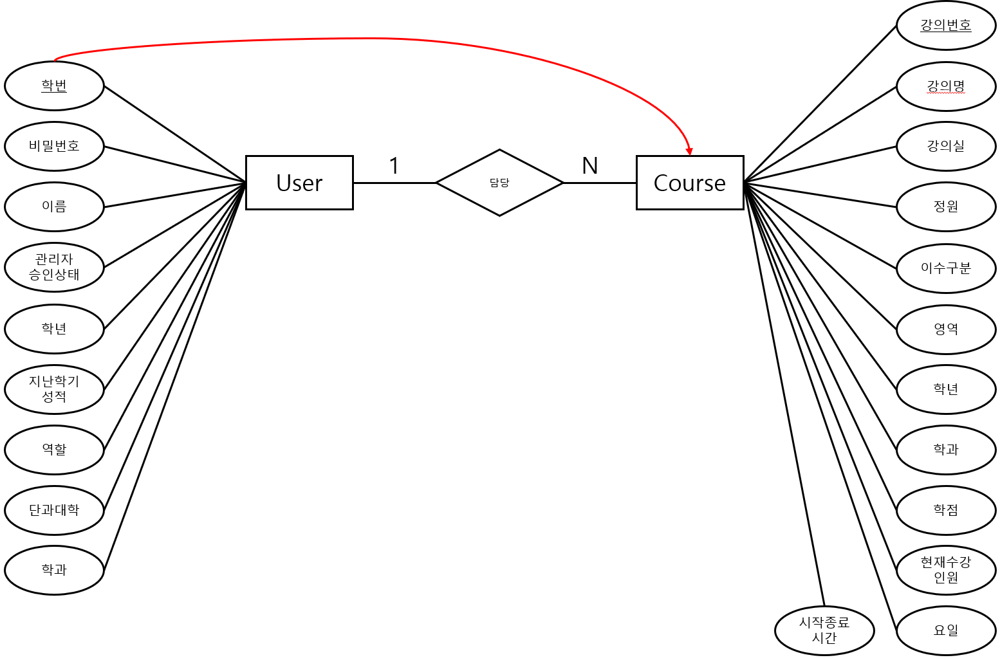 학번
비밀번호
이름
관리자
승인상태
학년
지난학기
성적
역할
단과대학
학과
User
1
담당
N
Course
강의번호
강의명
강의실
정원
이수구분
영역
학년
학과
학점
현재수강
인원
요일
시작종료
시간